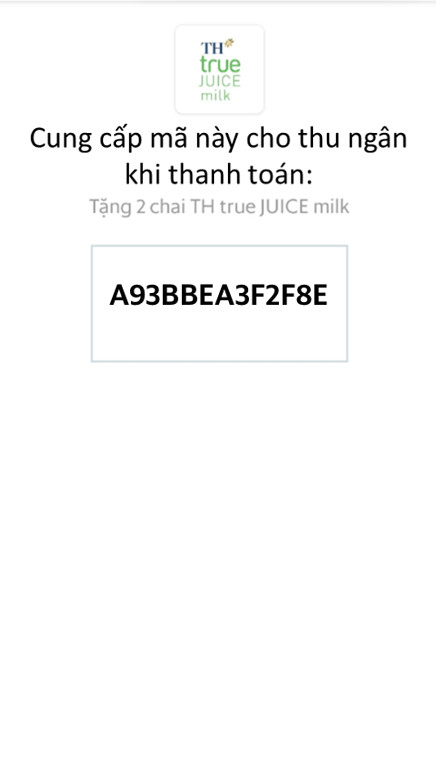 TH
true
JUICE
milk
Cung cấp mã này cho thu ngân
khi thanh toán:
Tặng 2 chai TH true JUICE milk
A93BBEA3F2F8E